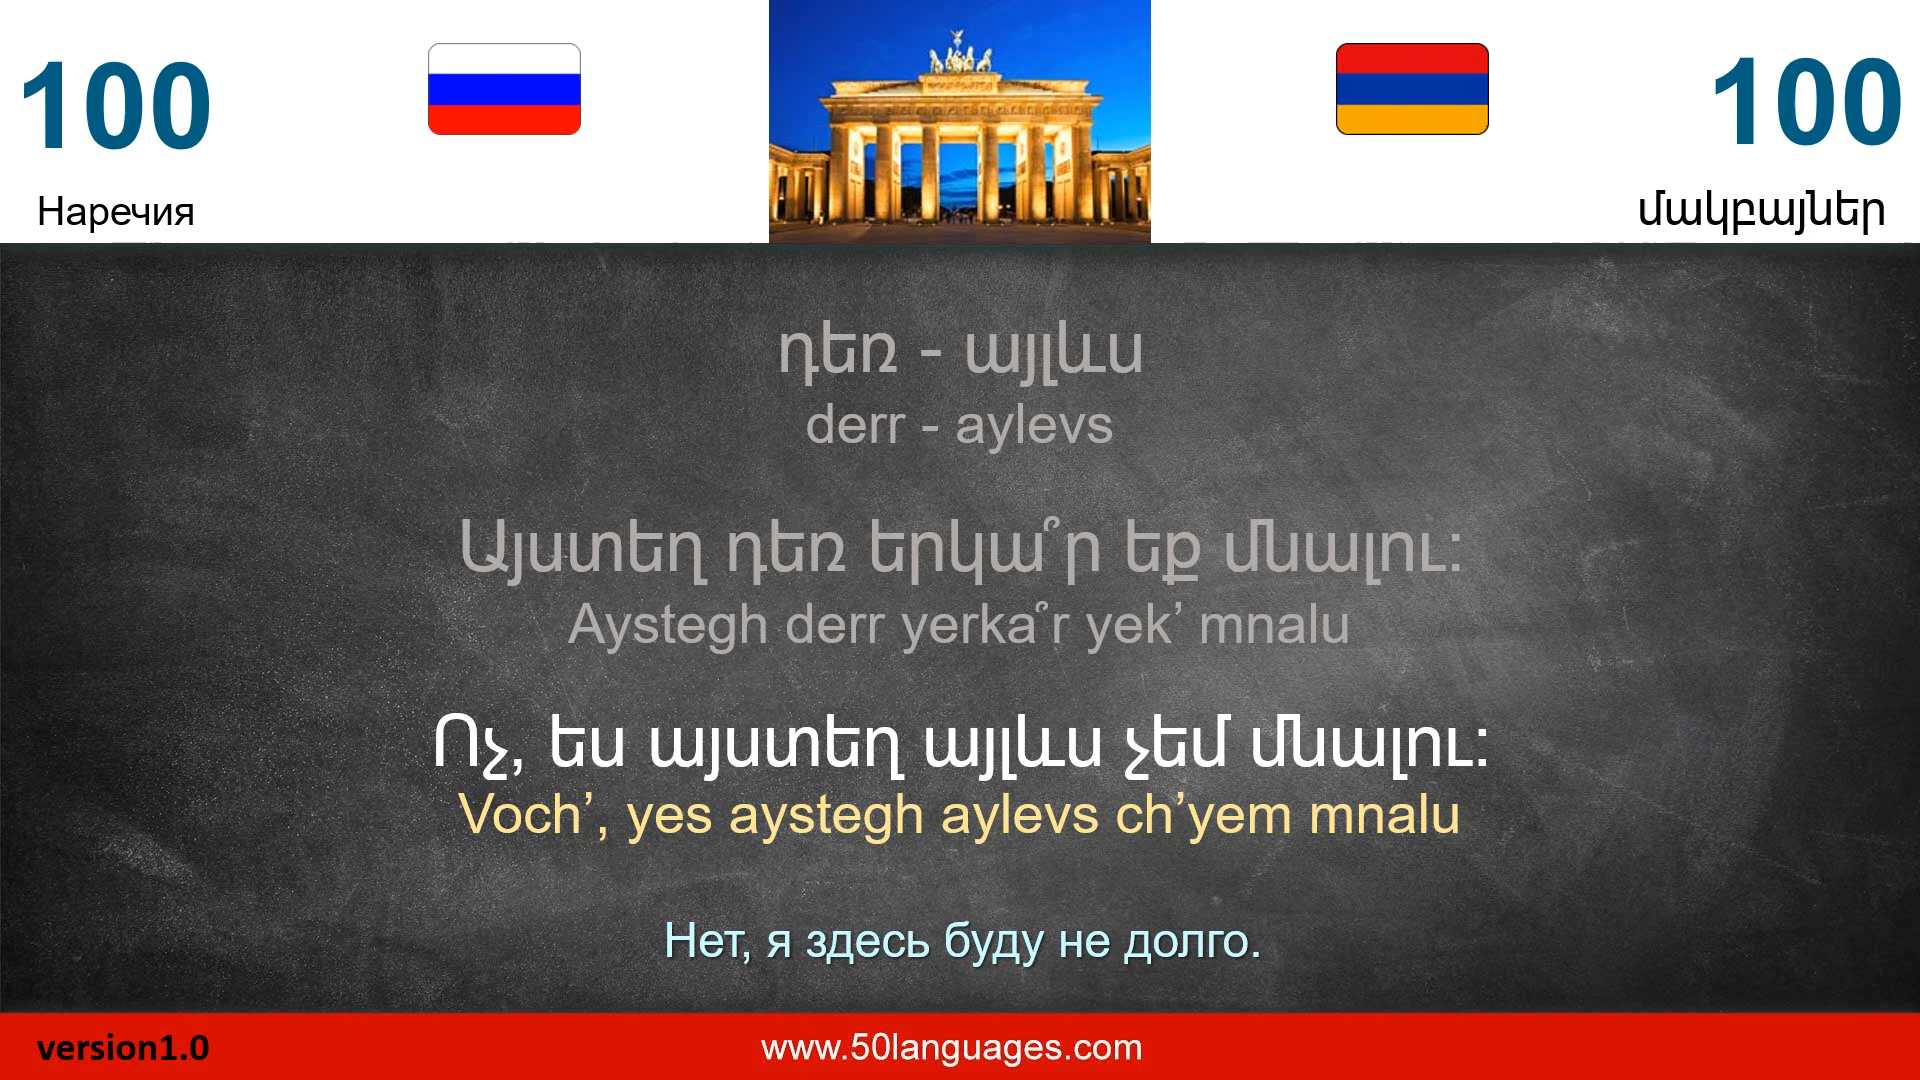 100
100
Наречия
մակբայներ
դեռ - այլևս
derr - aylevs
Այստեղ դեռ երկա՞ր եք մնալու:
Aystegh derr yerka՞r yek’ mnalu
Ոչ, ես այստեղ այլևս չեմ մնալու:
Voch’, yes aystegh aylevs ch’yem mnalu
Нет, я здесь буду не долго.
version1.0
www.50languages.com